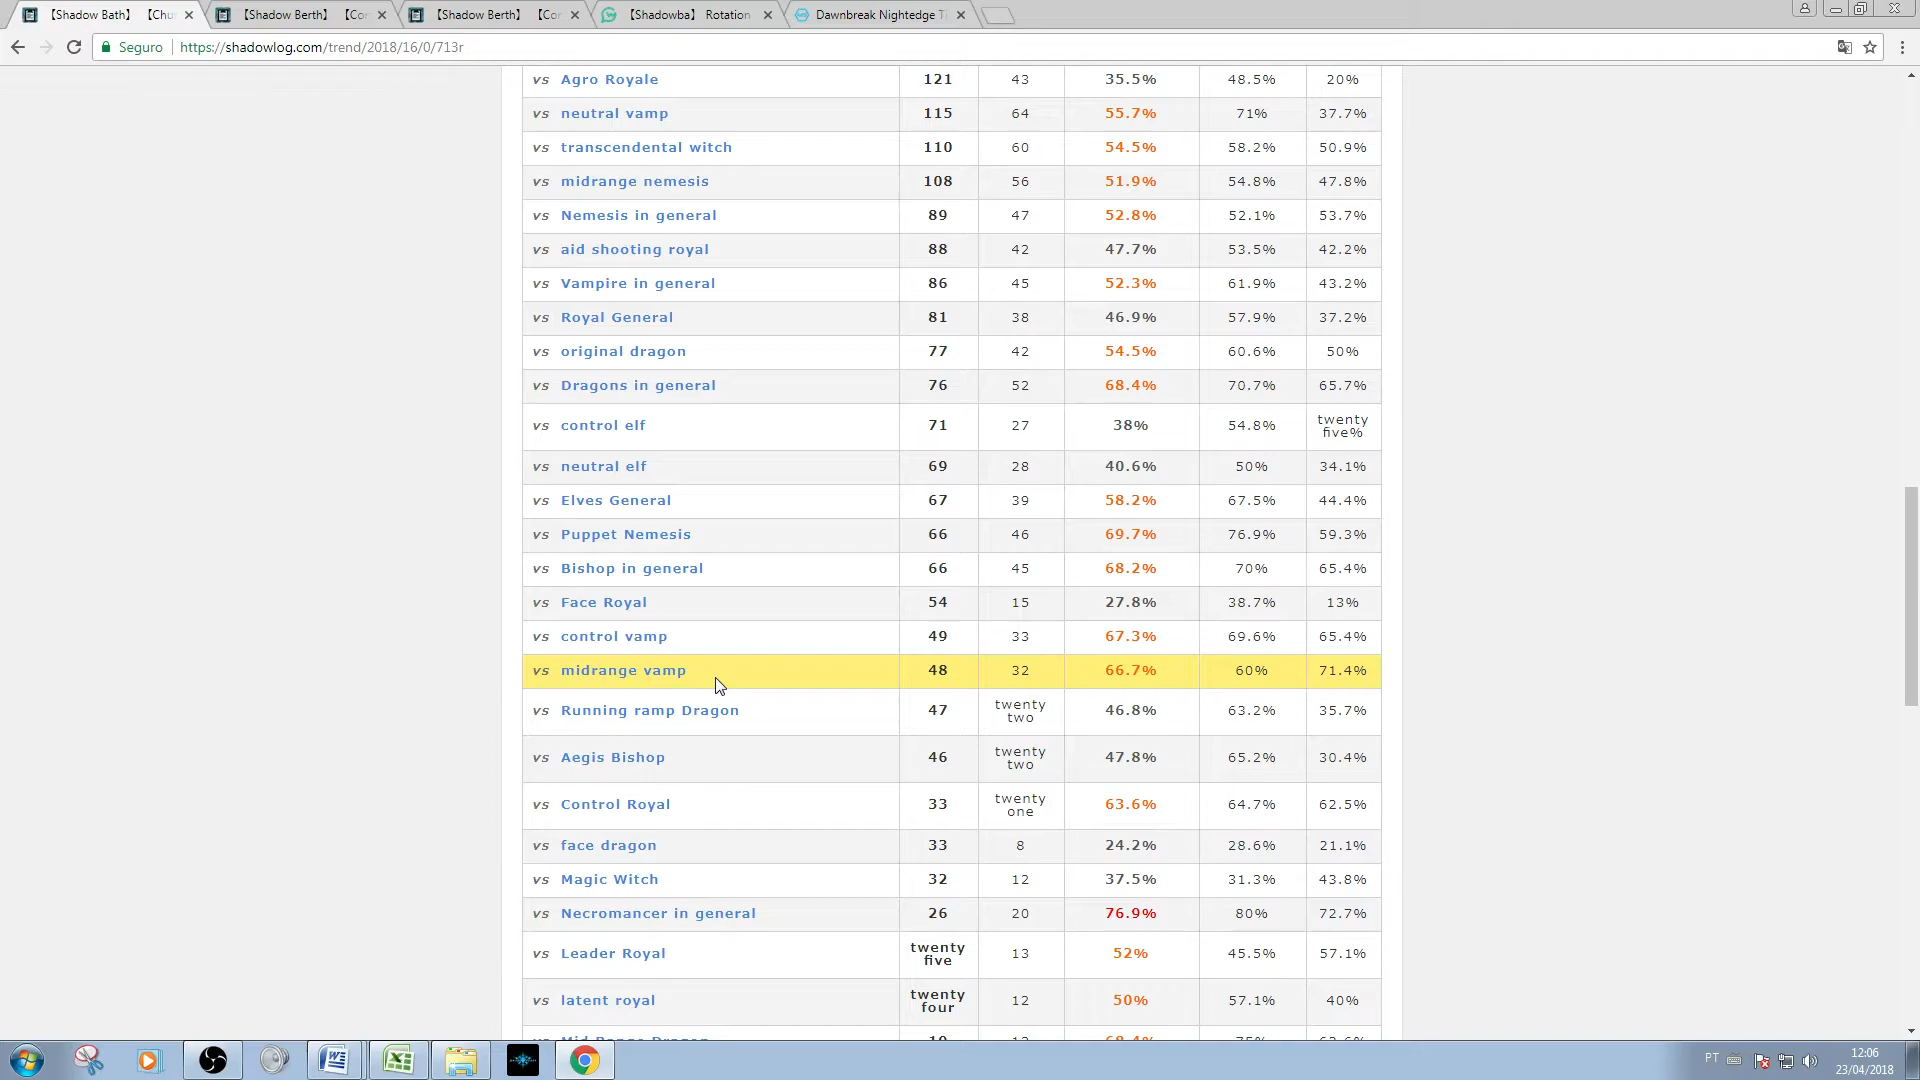 【Shadow Bath】 【Chu
【Shadow Berth】 【Co
【Shadow Berth】 【Co
【Shadowba】 Rotation
Dawnbreak Nightedge T
Seguro https://shadowlog.com/trend/2018/16/0/713r
vs Agro Royale 121 43 35.5% 48.5% 20%
vs neutral vamp 115 64 55.7% 71% 37.7%
vs transcendental witch 110 60 54.5% 58.2% 50.9%
vs midrange nemesis 108 56 51.9% 54.8% 47.8%
vs Nemesis in general 89 47 52.8% 52.1% 53.7%
vs aid shooting royal 88 42 47.7% 53.5% 42.2%
vs Vampire in general 86 45 52.3% 61.9% 43.2%
vs Royal General 81 38 46.9% 57.9% 37.2%
vs original dragon 77 42 54.5% 60.6% 50%
vs Dragons in general 76 52 68.4% 70.7% 65.7%
vs control elf 71 27 38% 54.8% twenty five%
vs neutral elf 69 28 40.6% 50% 34.1%
vs Elves General 67 39 58.2% 67.5% 44.4%
vs Puppet Nemesis 66 46 69.7% 76.9% 59.3%
vs Bishop in general 66 45 68.2% 70% 65.4%
vs Face Royal 54 15 27.8% 38.7% 13%
vs control vamp 49 33 67.3% 69.6% 65.4%
vs midrange vamp 48 32 66.7% 60% 71.4%
vs Running ramp Dragon 47 twenty two 46.8% 63.2% 35.7%
vs Aegis Bishop 46 twenty two 47.8% 65.2% 30.4%
vs Control Royal 33 twenty one 63.6% 64.7% 62.5%
vs face dragon 33 8 24.2% 28.6% 21.1%
vs Magic Witch 32 12 37.5% 31.3% 43.8%
vs Necromancer in general 26 20 76.9% 80% 72.7%
vs Leader Royal twenty five 13 52% 45.5% 57.1%
vs latent royal twenty four 12 50% 57.1% 40%
PT
12:06
23/04/2018